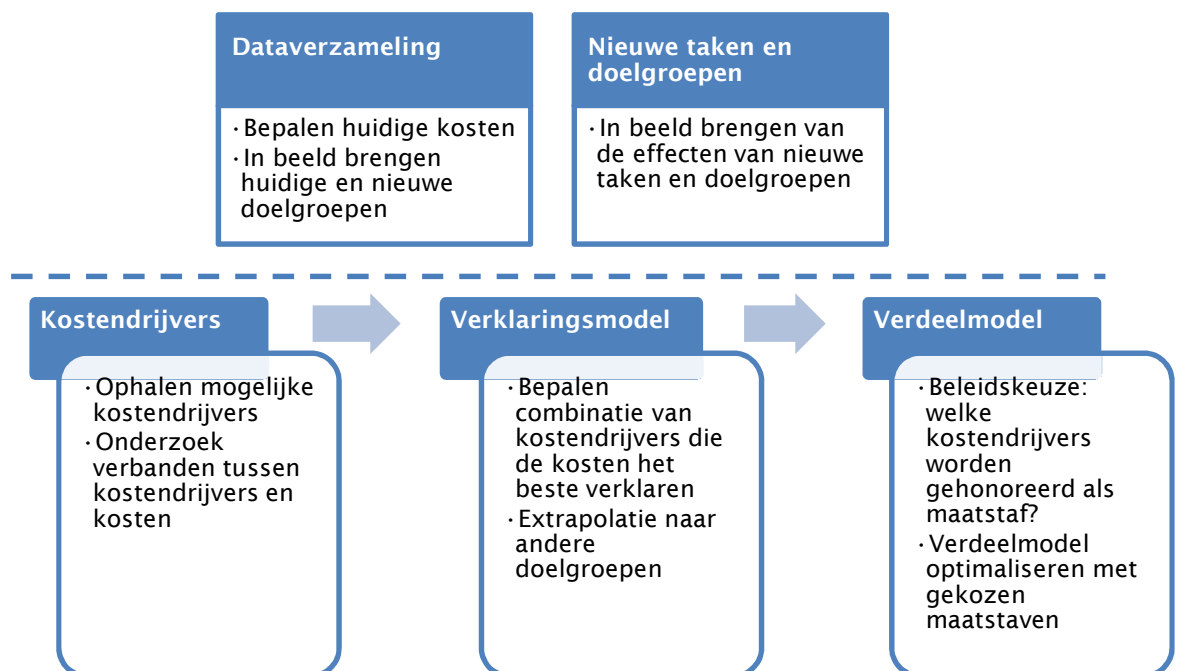 Dataverzameling
· Bepalen huidige kosten
· In beeld brengen
huidige en nieuwe
doelgroepen
Nieuwe taken en
doelgroepen
· In beeld brengen van
de effecten van nieuwe
taken en doelgroepen
Kostendrijvers
· Ophalen mogelijke
kostendrijvers
· Onderzoek
verbanden tussen
kostendrijvers en
kosten
Verklaringsmodel
· Bepalen
combinatie van
kostendrijvers die
de kosten het
beste verklaren
· Extrapolatie naar
andere
doelgroepen
Verdeelmodel
· Beleidskeuze:
welke
kostendrijvers
worden
gehonoreerd als
maatstaf?
· Verdeelmodel
optimaliseren met
gekozen
maatstaven